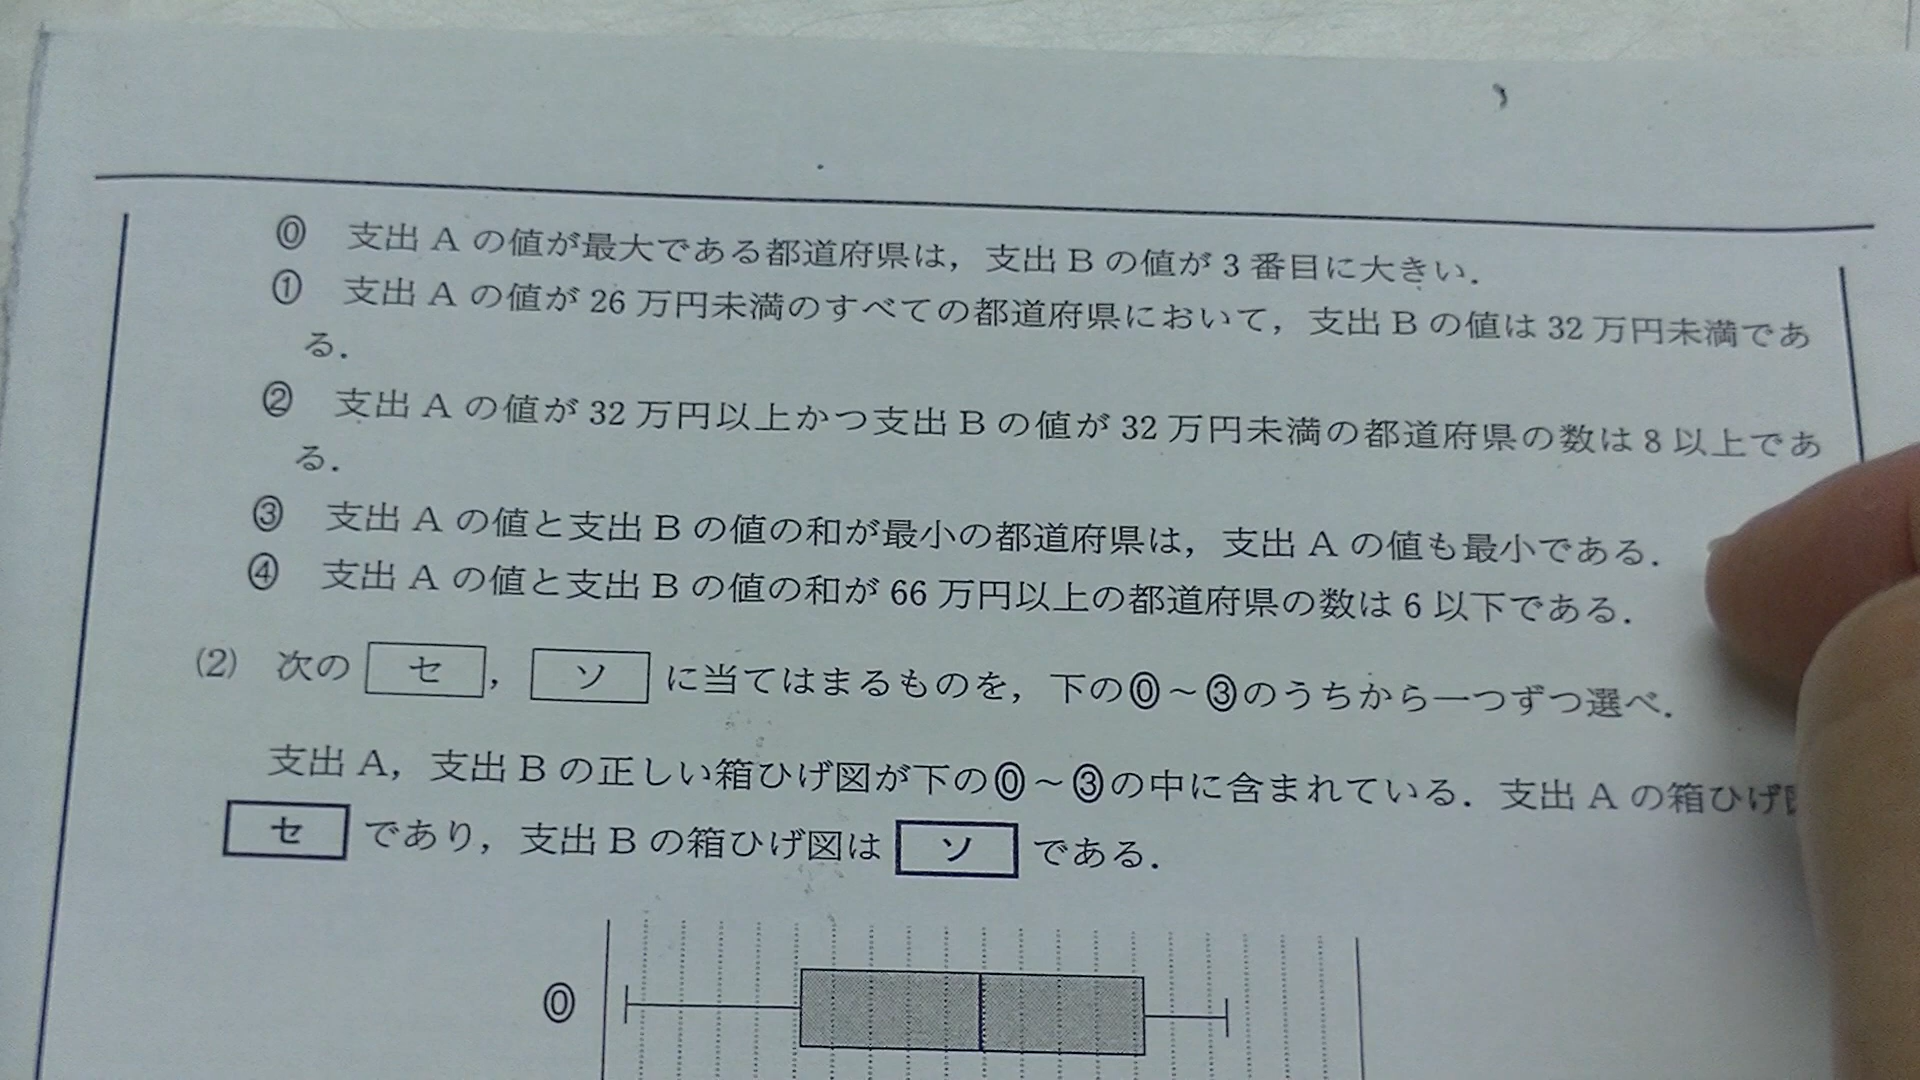 ⓪　支出 A の値が最大である都道府県は，支出 B の値が 3 番目に大きい．
①　支出 A の値が 26 万円未満のすべての都道府県において，支出 B の値は 32 万円未満であ
る．
②　支出 A の値が 32 万円以上かつ支出 B の値が 32 万円未満の都道府県の数は 8 以上であ
る．
③　支出 A の値と支出 B の値の和が最小の都道府県は，支出 A の値も最小である．
④　支出 A の値と支出 B の値の和が 66 万円以上の都道府県の数は 6 以下である．
(2)　次の セ ， ソ に当てはまるものを，下の⓪～③のうちから一つずつ選べ．
支出 A，支出 B の正しい箱ひげ図が下の⓪～③の中に含まれている．支出 A の箱ひげ
セ であり，支出 B の箱ひげ図は ソ である．
⓪